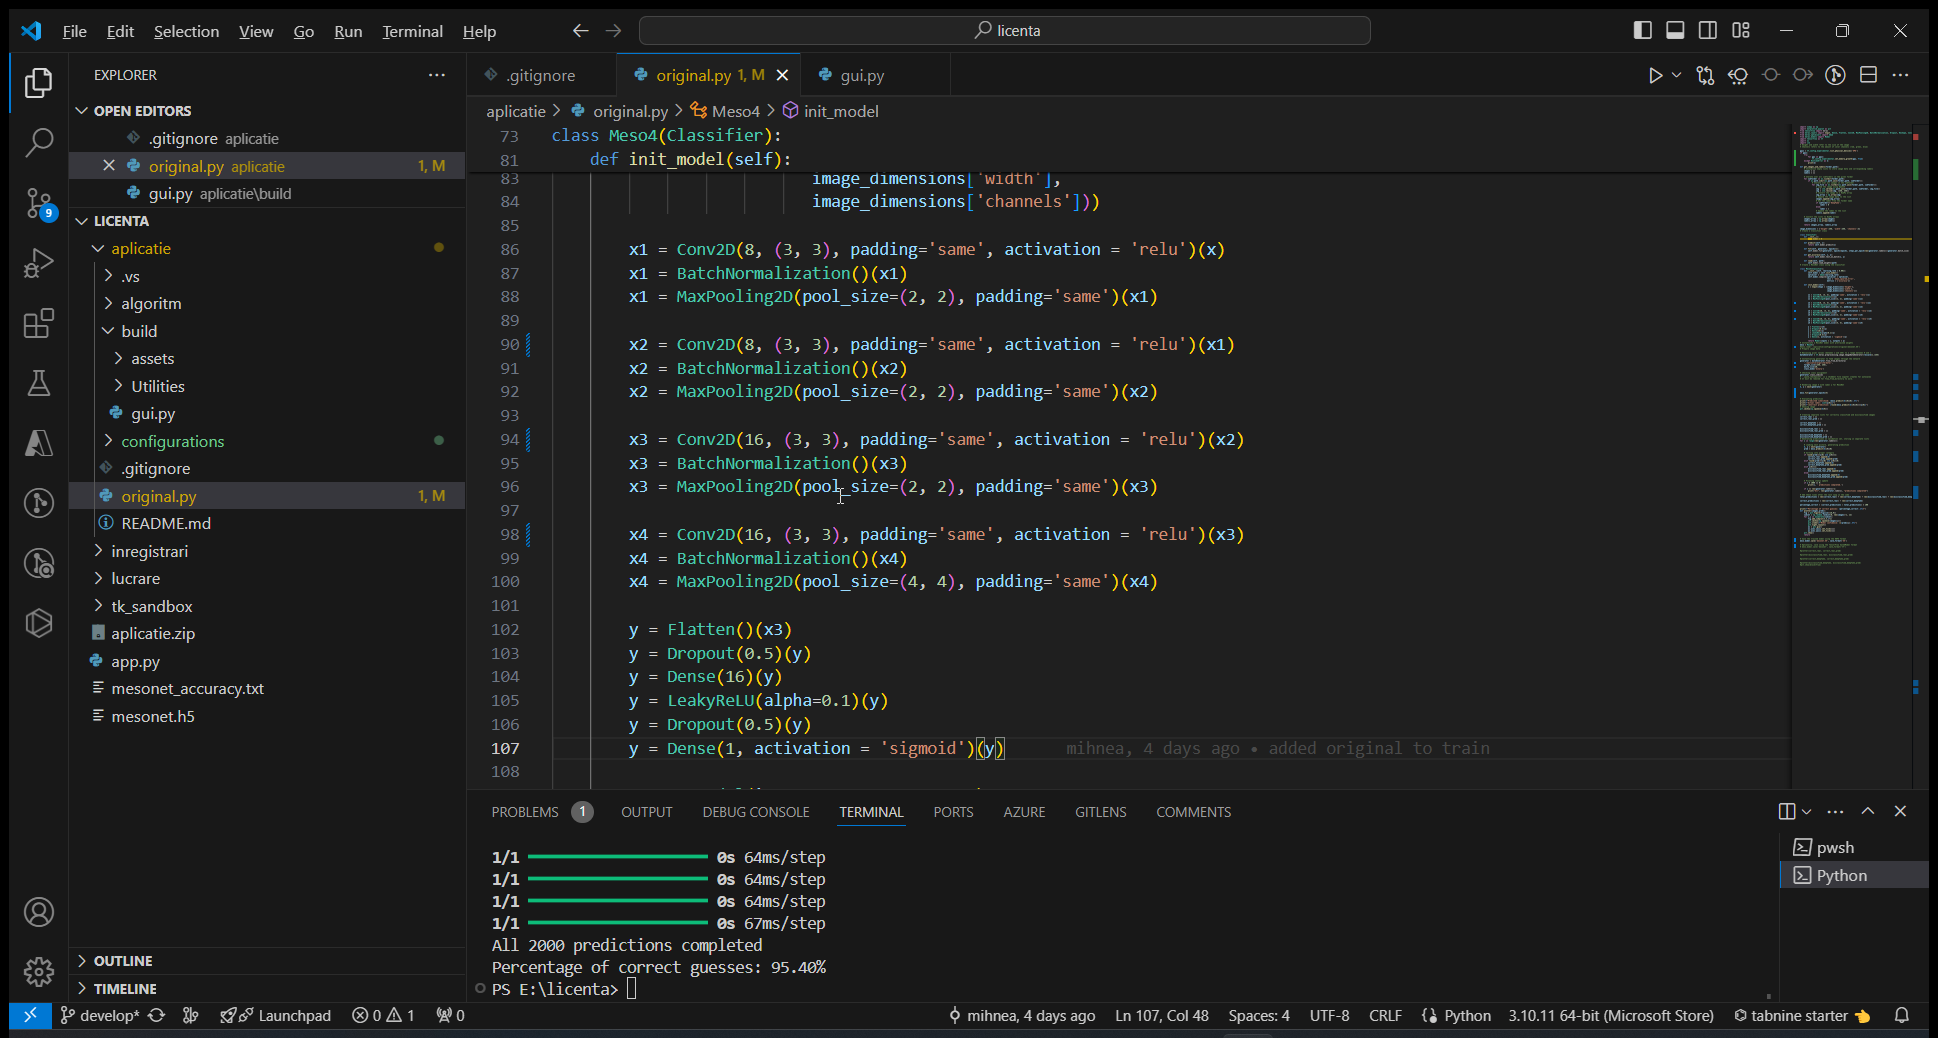 File Edit Selection View Go Run Terminal Help
licenta
EXPLORER
OPEN EDITORS
.gitignore aplicatie
original.py aplicatie 1, M
gui.py aplicatie\build
LICENTA
aplicatie
.vs
algoritm
build
assets
Utilities
gui.py
configurations
.gitignore
original.py 1, M
README.md
inregistrari
lucrare
tk_sandbox
aplicatie.zip
app.py
mesonet_accuracy.txt
mesonet.h5
OUTLINE
TIMELINE
9
.gitignore original.py 1, M gui.py
aplicatie > original.py > Meso4 > init_model
73 class Meso4(Classifier):
81 def init_model(self):
83 image_dimensions['width'],
84 image_dimensions['channels']))
85
86 x1 = Conv2D(8, (3, 3), padding='same', activation = 'relu')(x)
87 x1 = BatchNormalization()(x1)
88 x1 = MaxPooling2D(pool_size=(2, 2), padding='same')(x1)
89
90 x2 = Conv2D(8, (3, 3), padding='same', activation = 'relu')(x1)
91 x2 = BatchNormalization()(x2)
92 x2 = MaxPooling2D(pool_size=(2, 2), padding='same')(x2)
93
94 x3 = Conv2D(16, (3, 3), padding='same', activation = 'relu')(x2)
95 x3 = BatchNormalization()(x3)
96 x3 = MaxPooling2D(pool_size=(2, 2), padding='same')(x3)
97
98 x4 = Conv2D(16, (3, 3), padding='same', activation = 'relu')(x3)
99 x4 = BatchNormalization()(x4)
100 x4 = MaxPooling2D(pool_size=(4, 4), padding='same')(x4)
101
102 y = Flatten()(x3)
103 y = Dropout(0.5)(y)
104 y = Dense(16)(y)
105 y = LeakyReLU(alpha=0.1)(y)
106 y = Dropout(0.5)(y)
107 y = Dense(1, activation = 'sigmoid')(y) mihnea, 4 days ago • added original to train
108
PROBLEMS 1 OUTPUT DEBUG CONSOLE TERMINAL PORTS AZURE GITLENS COMMENTS
1/1 0s 64ms/step
1/1 0s 64ms/step
1/1 0s 64ms/step
1/1 0s 67ms/step
All 2000 predictions completed
Percentage of correct guesses: 95.40%
PS E:\licenta>
pwsh
Python
develop* Launchpad 0 1 0 mihnea, 4 days ago Ln 107, Col 48 Spaces: 4 UTF-8 CRLF Python 3.10.11 64-bit (Microsoft Store) tabnine starter